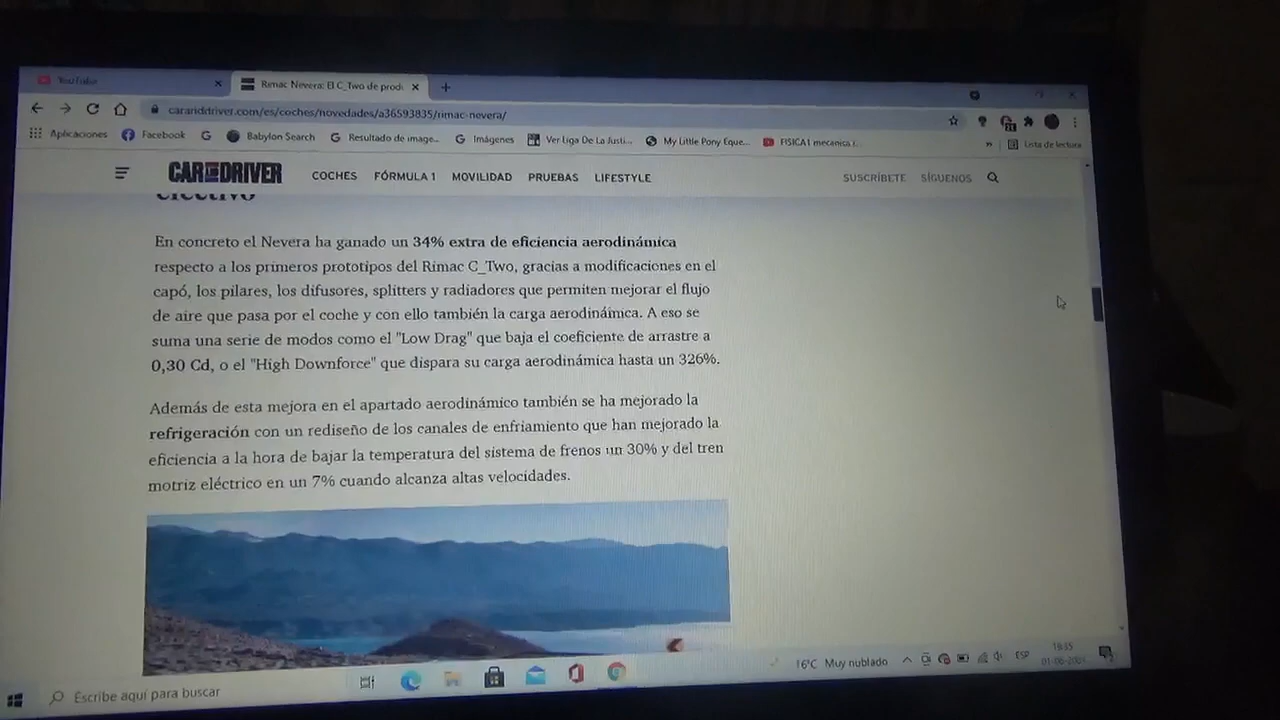 YouTube
Rimac Nevera: El C_Two de prodi
caranddriver.com/es/coches/novedades/a36593835/rimac-nevera/
Aplicaciones Facebook Babylon Search Resultado de image... Imágenes Ver Liga De La Justi... My Little Pony Eque... FISICA I mecanica i... » Lista de lectura
CAR AND DRIVER COCHES FÓRMULA 1 MOVILIDAD PRUEBAS LIFESTYLE SUSCRÍBETE SÍGUENOS
efectivo
En concreto el Nevera ha ganado un 34% extra de eficiencia aerodinámica
respecto a los primeros prototipos del Rimac C_Two, gracias a modificaciones en el
capó, los pilares, los difusores, splitters y radiadores que permiten mejorar el flujo
de aire que pasa por el coche y con ello también la carga aerodinámica. A eso se
suma una serie de modos como el "Low Drag" que baja el coeficiente de arrastre a
0,30 Cd, o el "High Downforce" que dispara su carga aerodinámica hasta un 326%.
Además de esta mejora en el apartado aerodinámico también se ha mejorado la
refrigeración con un rediseño de los canales de enfriamiento que han mejorado la
eficiencia a la hora de bajar la temperatura del sistema de frenos un 30% y del tren
motriz eléctrico en un 7% cuando alcanza altas velocidades.
Escribe aquí para buscar
16°C Muy nublado
ESP